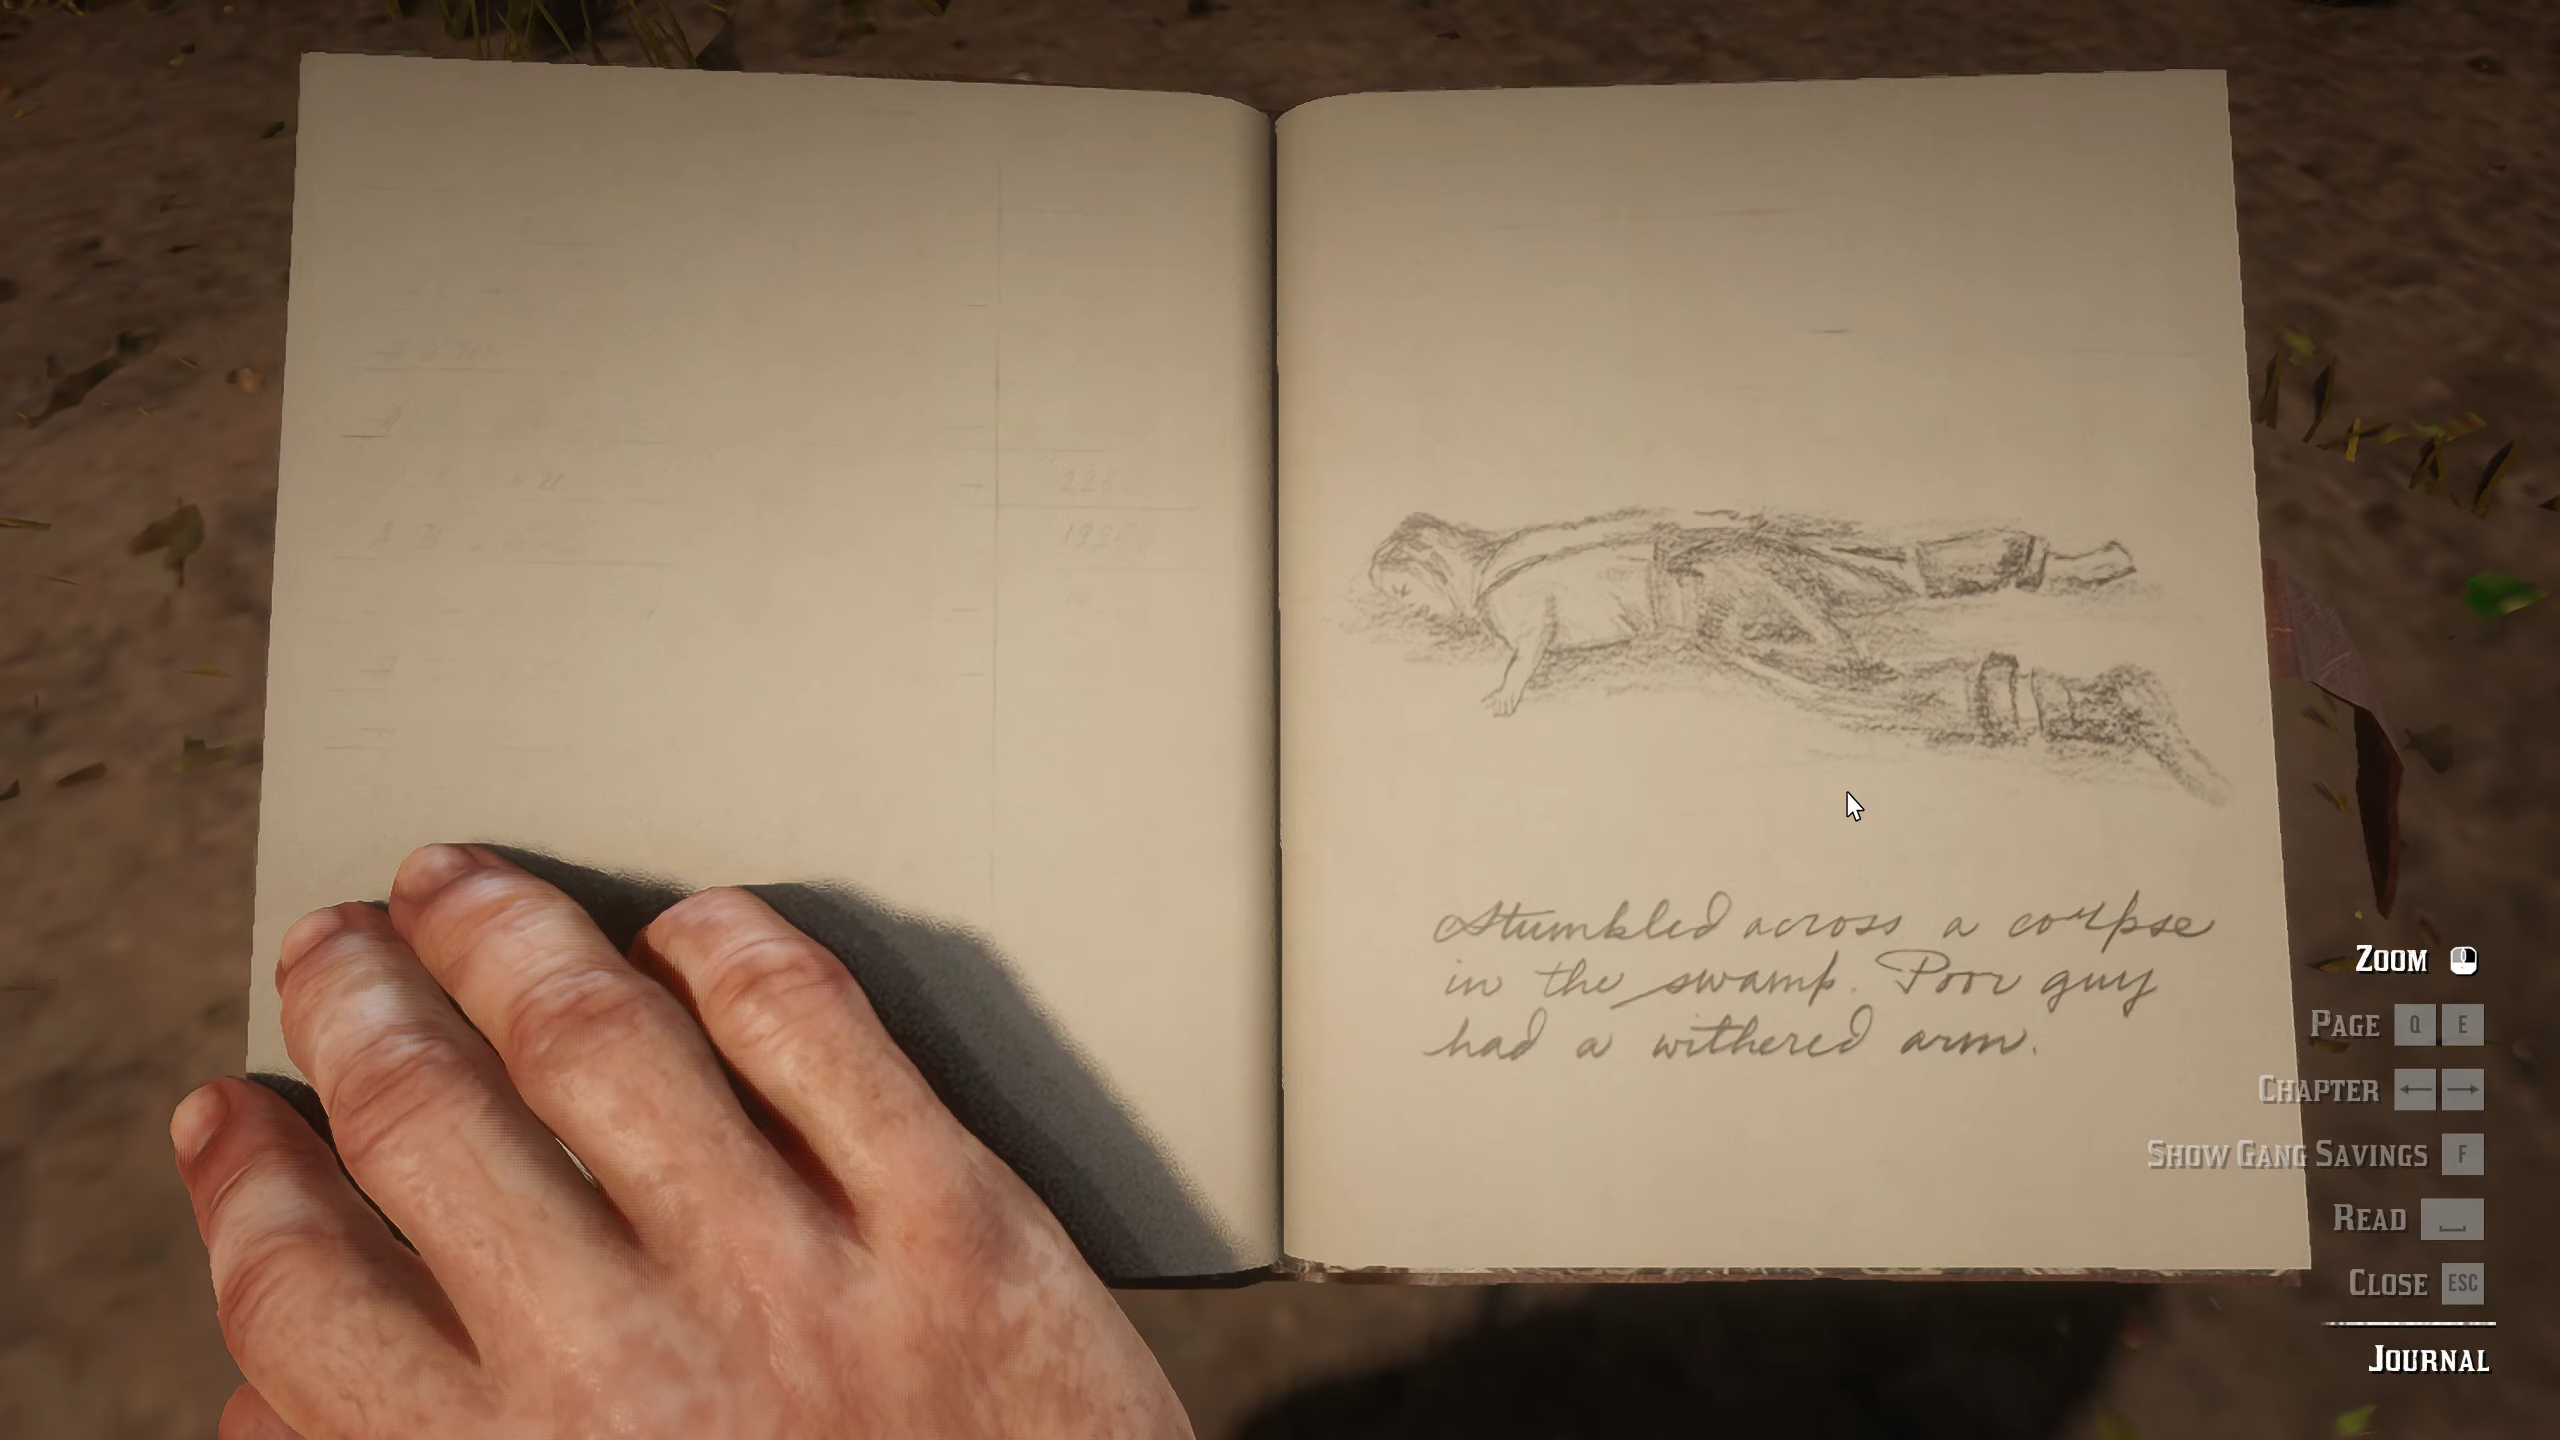 Stumbled across a corpse
in the swamp. Poor guy
had a withered arm.
ZOOM
PAGE Q E
CHAPTER ← →
SHOW GANG SAVINGS F
READ
CLOSE ESC
JOURNAL